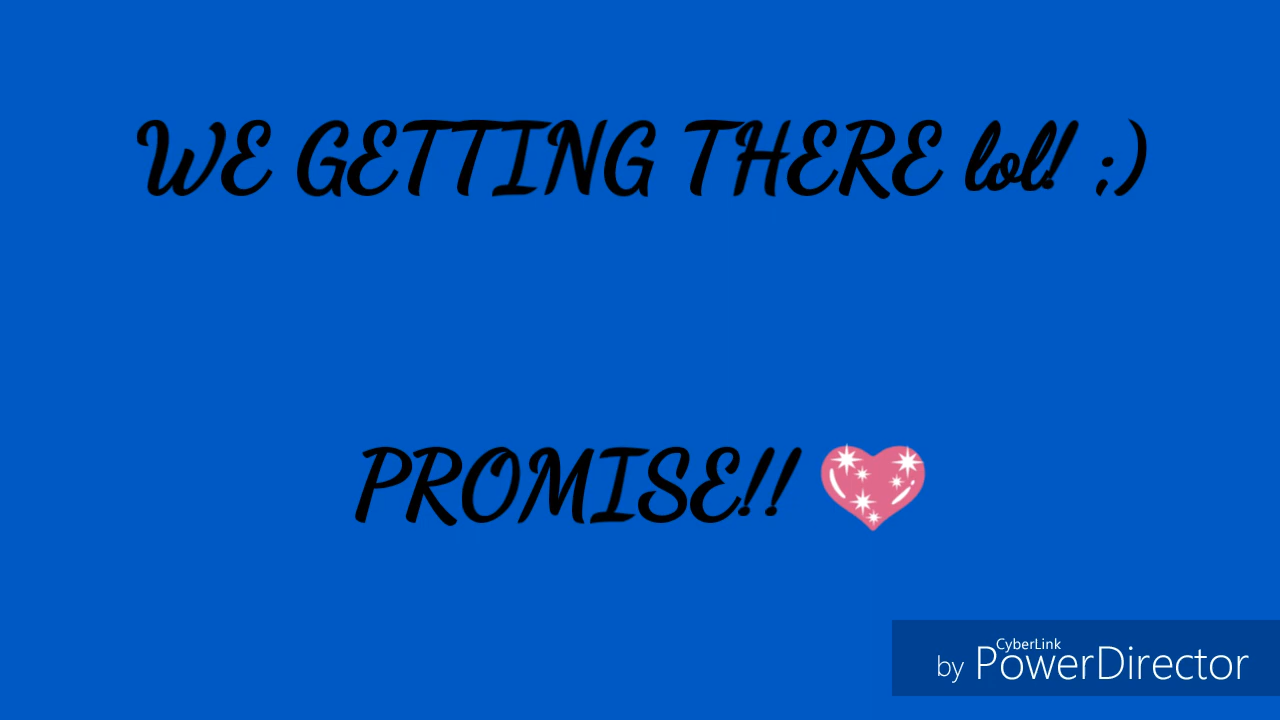 WE GETTING THERE lol! ;)
PROMISE!! 💖
CyberLink
by PowerDirector